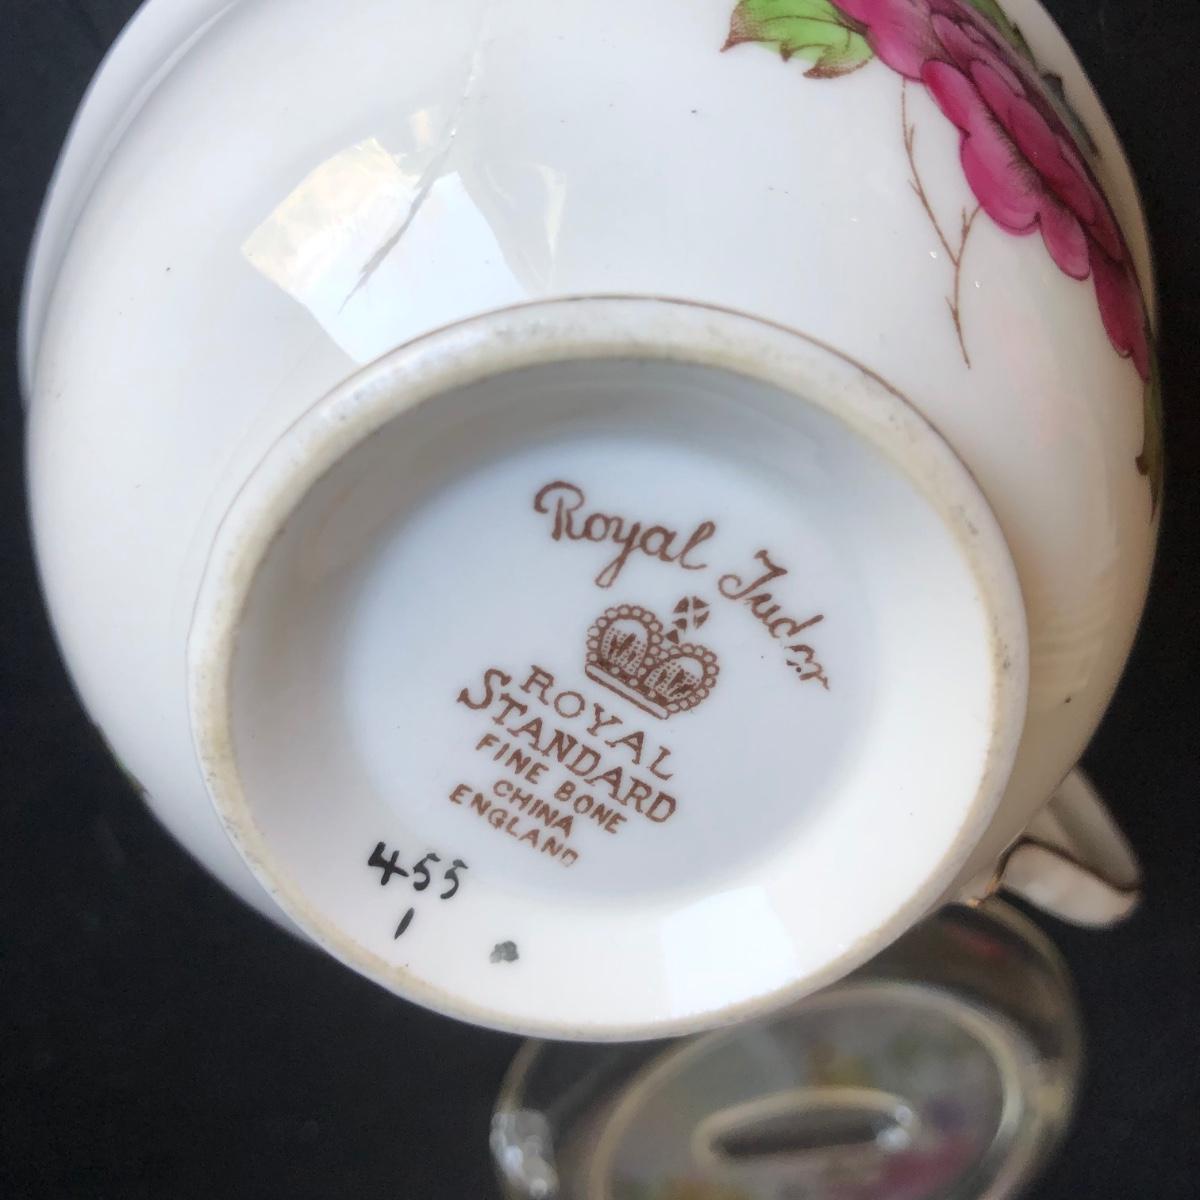 Royal Tudor
ROYAL
STANDARD
FINE BONE
CHINA
ENGLAND
455
1